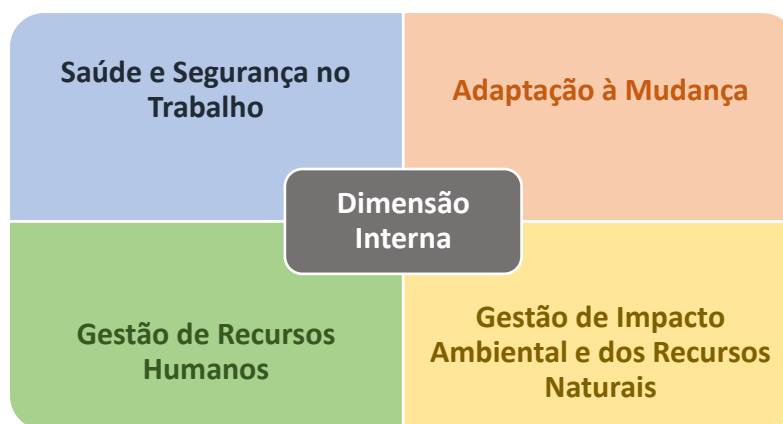 Saúde e Segurança no
Trabalho
Adaptação à Mudança
Dimensão
Interna
Gestão de Recursos
Humanos
Gestão de Impacto
Ambiental e dos Recursos
Naturais